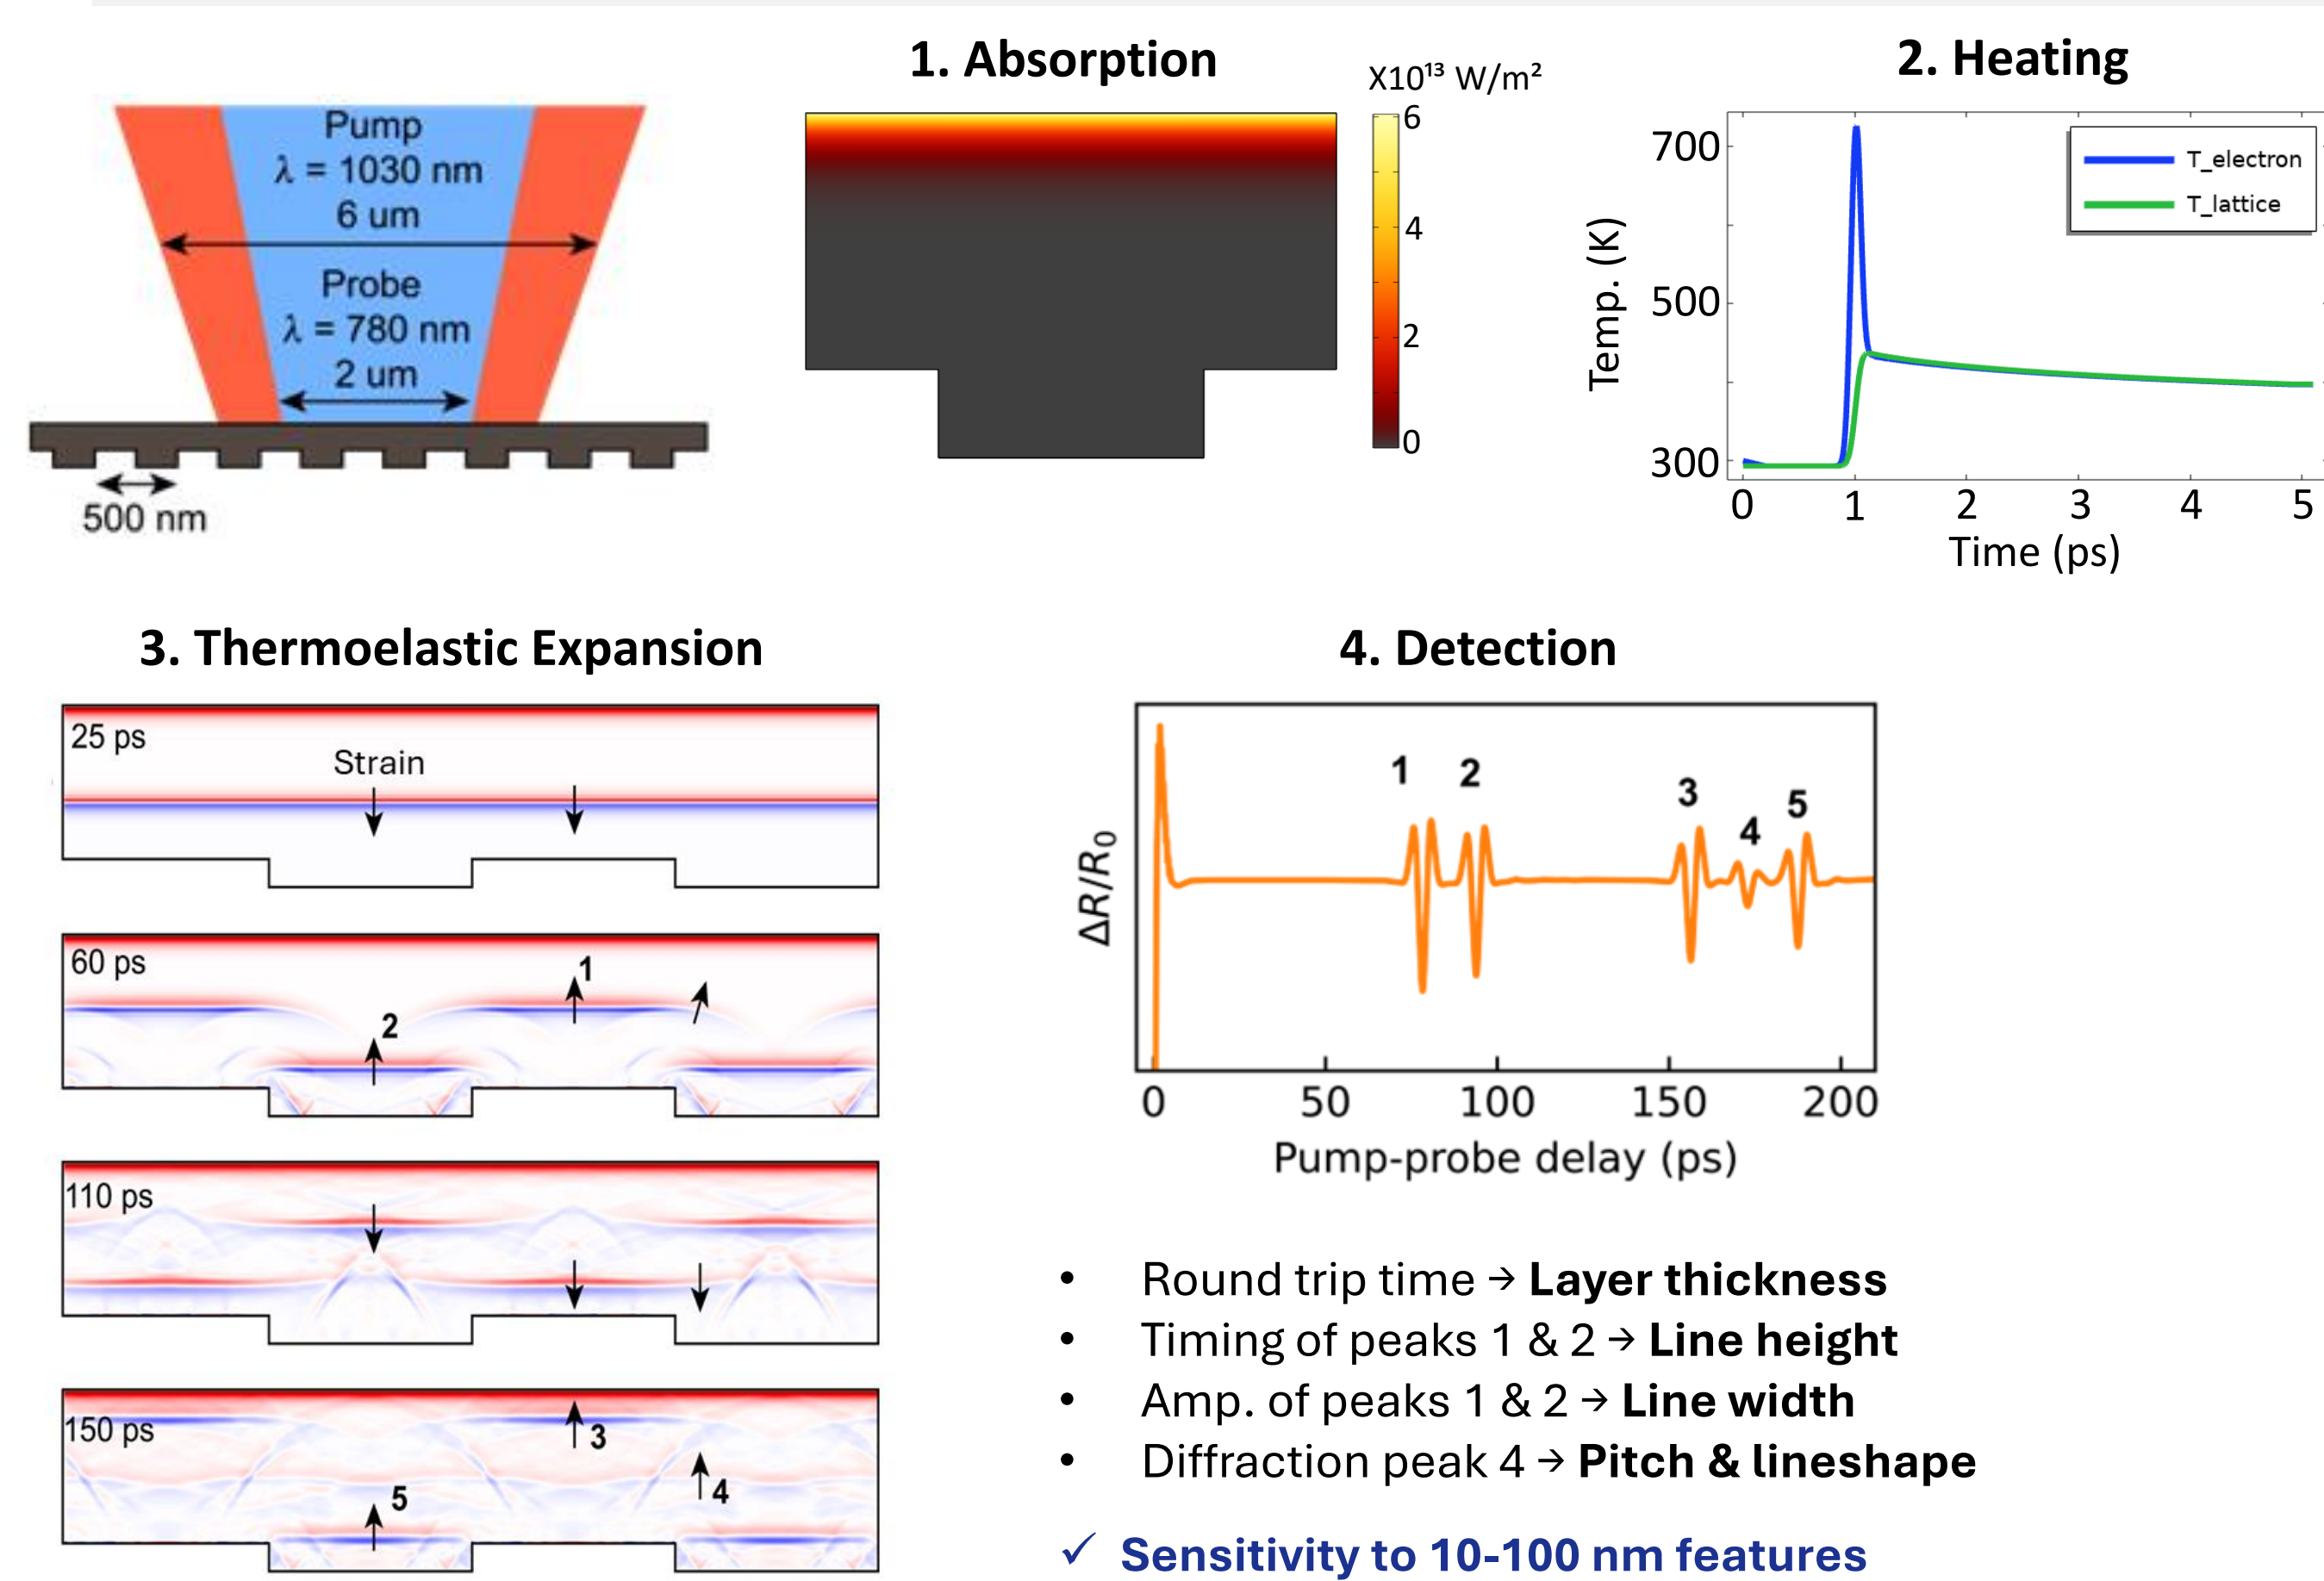 Pump
λ = 1030 nm
6 um
Probe
λ = 780 nm
2 um
500 nm
1. Absorption
X10¹³ W/m²
6
4
2
0
2. Heating
T_electron
T_lattice
700
500
300
Temp. (K)
0 1 2 3 4 5
Time (ps)
3. Thermoelastic Expansion
25 ps
Strain
60 ps
1
2
110 ps
150 ps
3
4
5
4. Detection
1 2 3 4 5
ΔR/R₀
0 50 100 150 200
Pump-probe delay (ps)
• Round trip time → Layer thickness
• Timing of peaks 1 & 2 → Line height
• Amp. of peaks 1 & 2 → Line width
• Diffraction peak 4 → Pitch & lineshape
✓ Sensitivity to 10-100 nm features